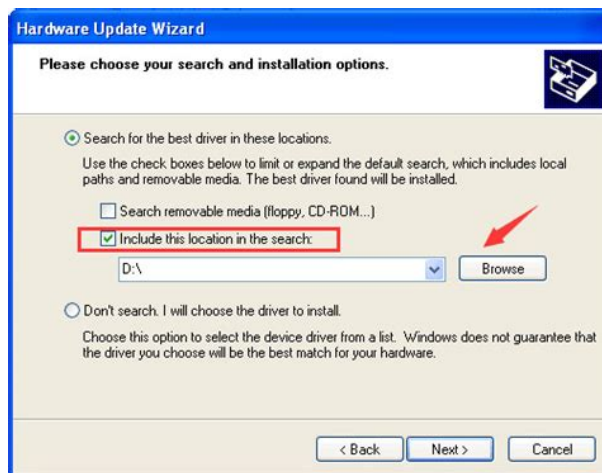 Hardware Update Wizard
Please choose your search and installation options.
Search for the best driver in these locations.
Use the check boxes below to limit or expand the default search, which includes local
paths and removable media. The best driver found will be installed.
Search removable media (floppy, CD-ROM...)
Include this location in the search:
D:\
Browse
Don't search. I will choose the driver to install.
Choose this option to select the device driver from a list. Windows does not guarantee that
the driver you choose will be the best match for your hardware.
< Back Next > Cancel